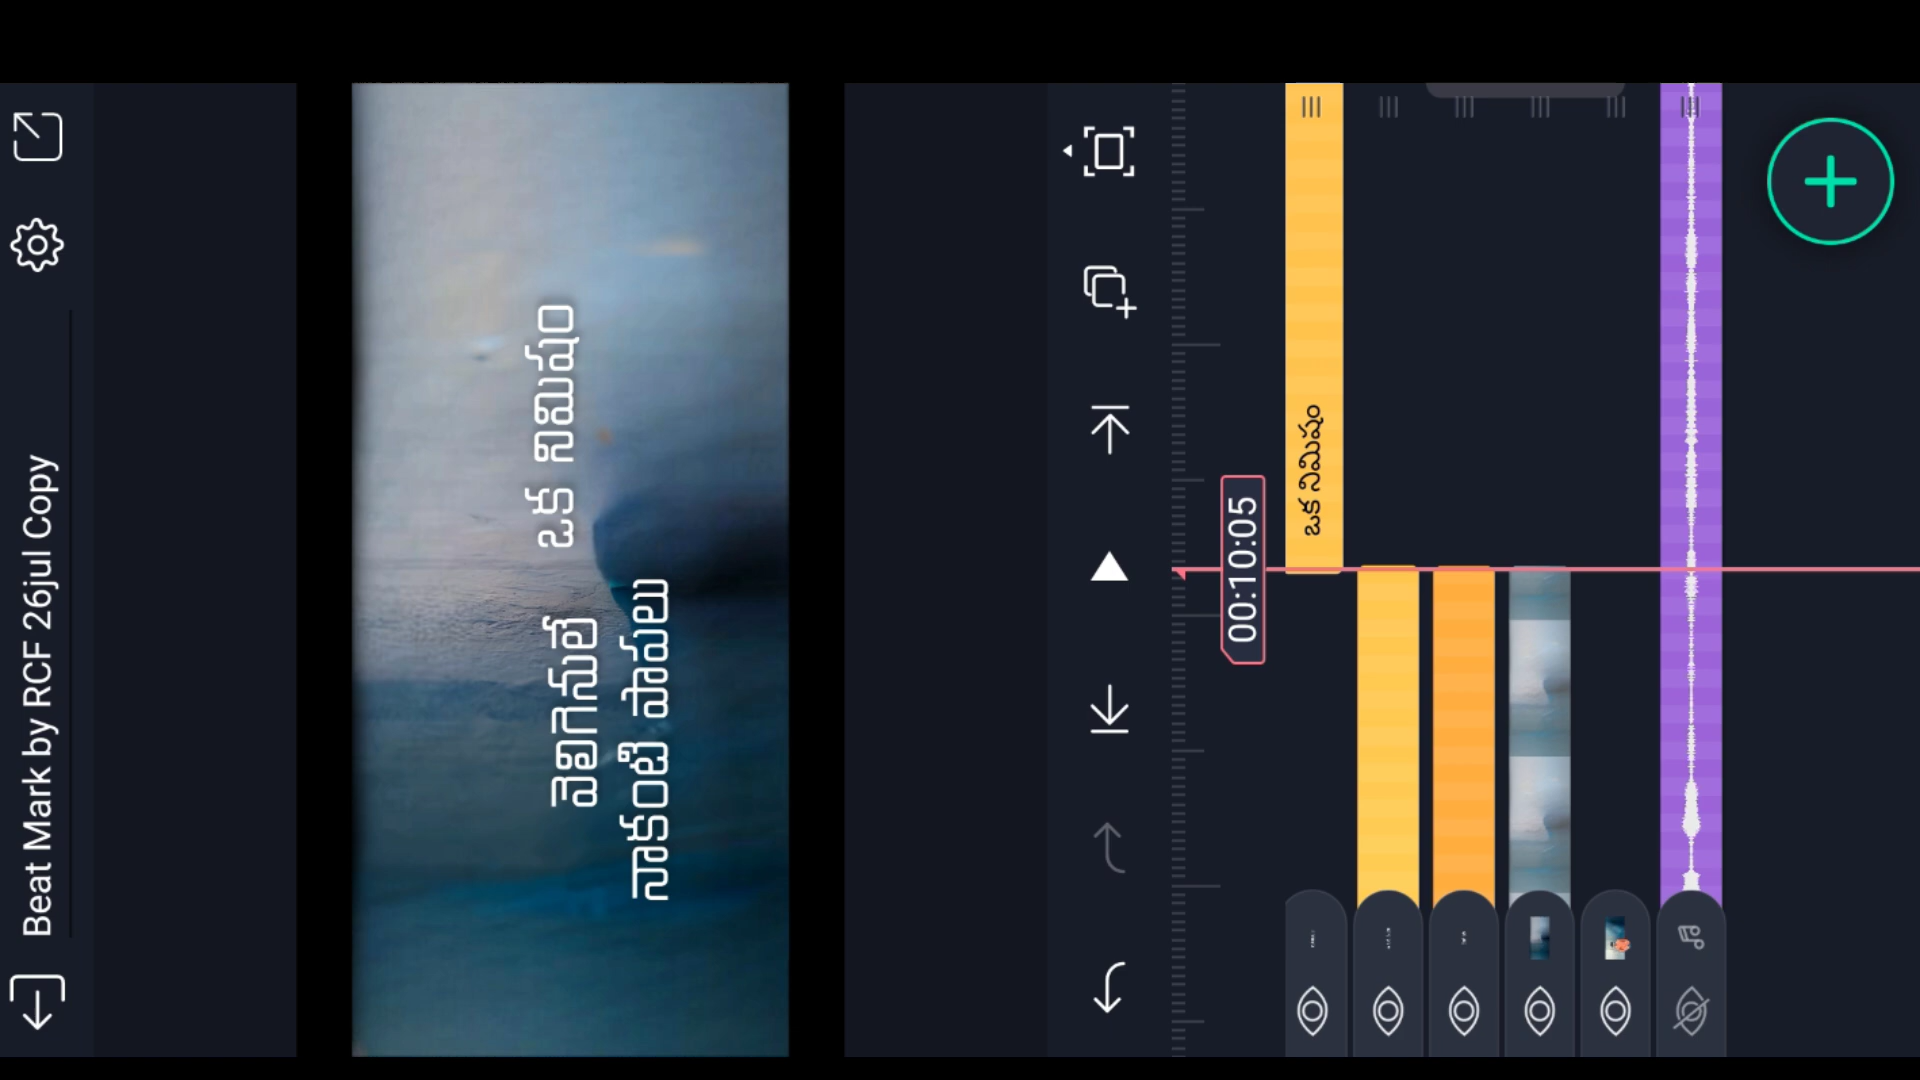 Beat Mark by RCF 26jul Copy
ఒక నిమిషం
వెలిగినులే
నాకంటి పాపలు
00:10:05
ఒక నిమిషం